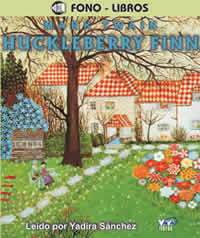 FONO - LIBROS
MARK TWAIN
HUCKLEBERRY FINN
Leído por Yadira Sánchez